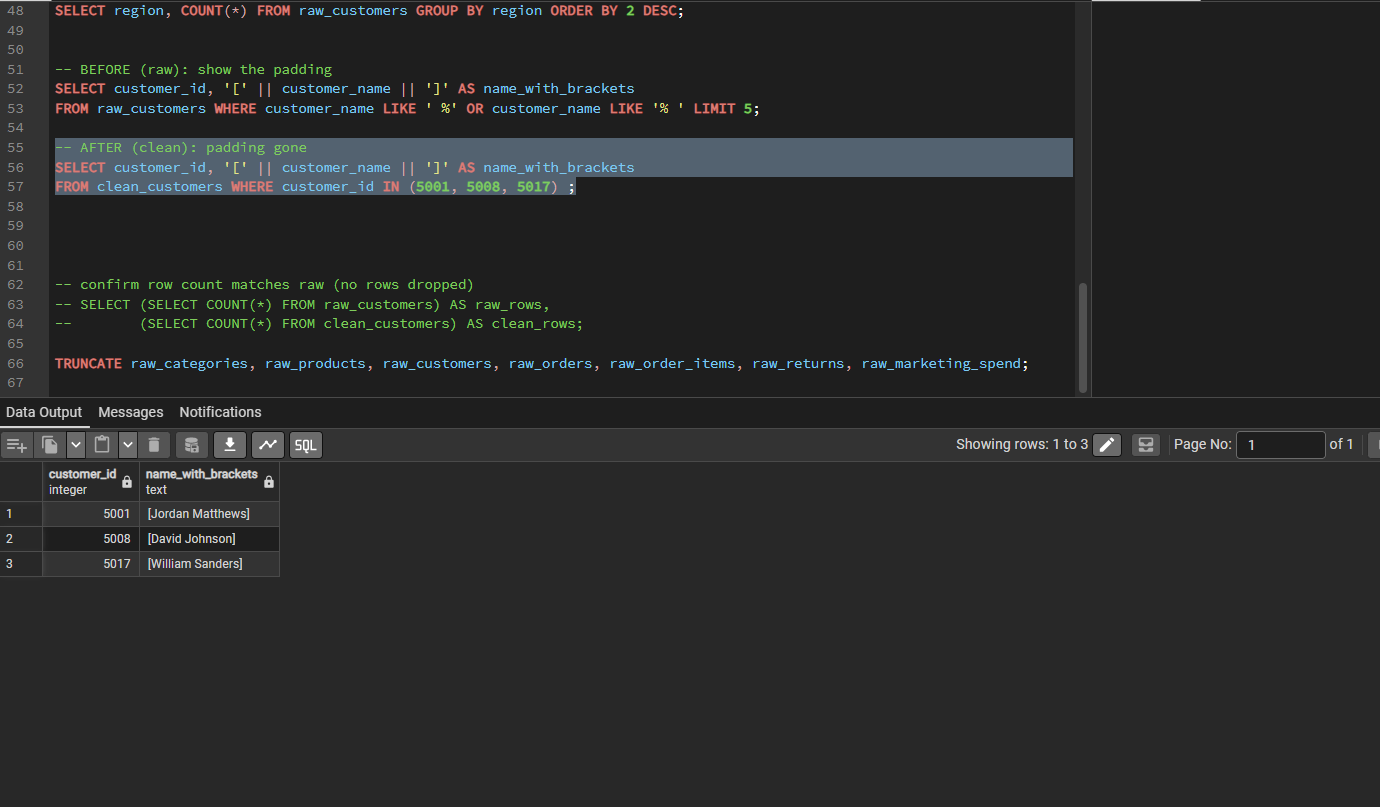 48 SELECT region, COUNT(*) FROM raw_customers GROUP BY region ORDER BY 2 DESC;
49
50
51 -- BEFORE (raw): show the padding
52 SELECT customer_id, '[' || customer_name || ']' AS name_with_brackets
53 FROM raw_customers WHERE customer_name LIKE ' %' OR customer_name LIKE '% ' LIMIT 5;
54
55 -- AFTER (clean): padding gone
56 SELECT customer_id, '[' || customer_name || ']' AS name_with_brackets
57 FROM clean_customers WHERE customer_id IN (5001, 5008, 5017) ;
58
59
60
61
62 -- confirm row count matches raw (no rows dropped)
63 -- SELECT (SELECT COUNT(*) FROM raw_customers) AS raw_rows,
64 --        (SELECT COUNT(*) FROM clean_customers) AS clean_rows;
65
66 TRUNCATE raw_categories, raw_products, raw_customers, raw_orders, raw_order_items, raw_returns, raw_marketing_spend;
67
Data Output Messages Notifications
SQL Showing rows: 1 to 3 Page No: 1 of 1
customer_id name_with_brackets
integer text
1 5001 [Jordan Matthews]
2 5008 [David Johnson]
3 5017 [William Sanders]